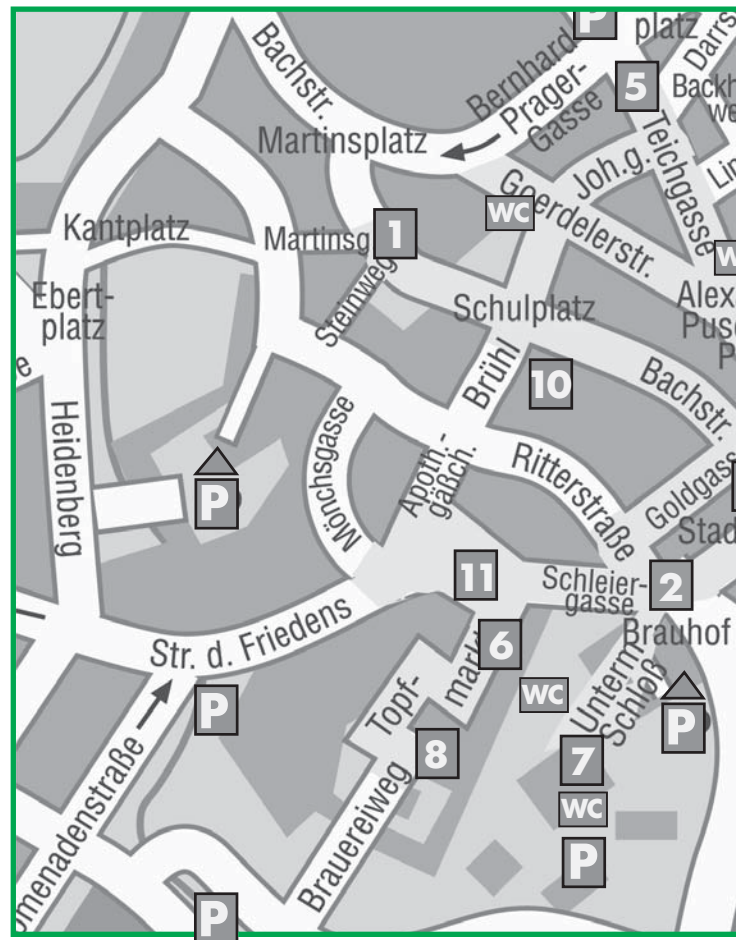 P
platz
Bachstr.
Bernhard-
Prager-
Gasse
5
Martinsplatz
Joh.g.
Teichgasse
Goerdelerstr.
WC
Kantplatz
Martinsg
1
Ebert-
platz
Steinweg
Schulplatz
Brühl
10
Bachstr.
Heidenberg
Mönchsgasse
Apoth.-
gäßch.
Ritterstraße
P
11
Schleier-
gasse
2
Brauhof
Str. d. Friedens
6
Topf-
markt
WC
Unterm
Schloß
P
P
8
7
WC
Brauereiweg
P
P